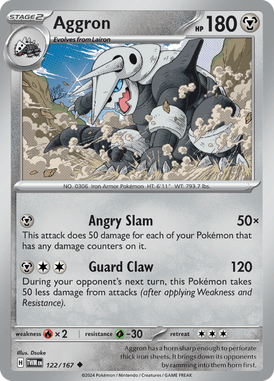 STAGE2
Aggron
HP 180
Evolves from Lairon
NO. 0306 Iron Armor Pokémon HT: 6'11" WT: 793.7 lbs.
Angry Slam 50×
This attack does 50 damage for each of your Pokémon that
has any damage counters on it.
Guard Claw 120
During your opponent's next turn, this Pokémon takes
50 less damage from attacks (after applying Weakness and
Resistance).
weakness ×2 resistance -30 retreat
Illus. Dsuke
H TWM EN 122/167
©2024 Pokémon / Nintendo / Creatures / GAME FREAK
Aggron has a horn sharp enough to perforate
thick iron sheets. It brings down its opponents
by ramming into them horn first.